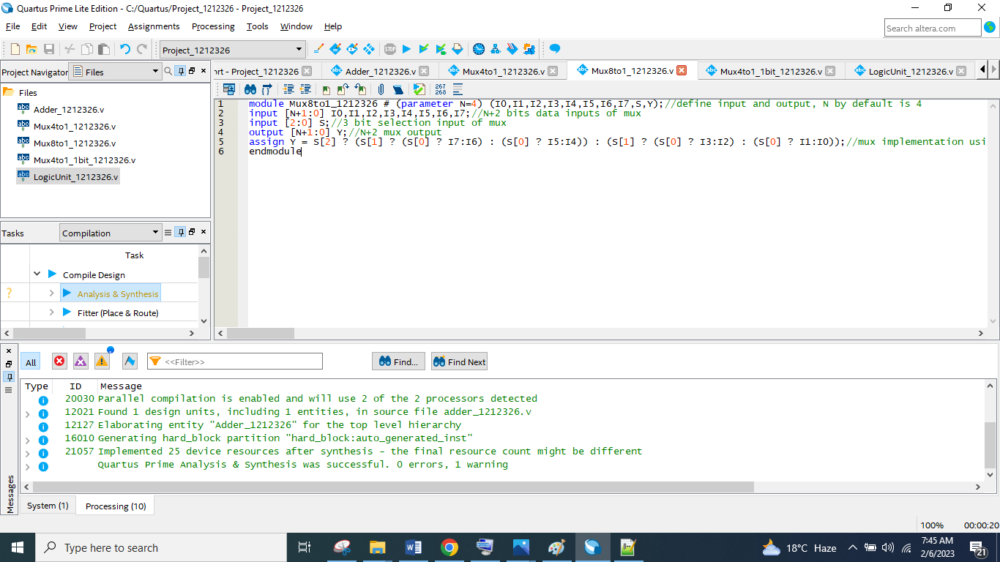 Quartus Prime Lite Edition - C:/Quartus/Project_1212326 - Project_1212326
File Edit View Project Assignments Processing Tools Window Help
Search altera.com
Project_1212326
Project Navigator Files
ort - Project_1212326 Adder_1212326.v Mux4to1_1212326.v Mux8to1_1212326.v Mux4to1_1bit_1212326.v LogicUnit_1212326.v
267
268
Files
Adder_1212326.v
Mux4to1_1212326.v
Mux8to1_1212326.v
Mux4to1_1bit_1212326.v
LogicUnit_1212326.v
1 module Mux8to1_1212326 # (parameter N=4) (I0,I1,I2,I3,I4,I5,I6,I7,S,Y);//define input and output, N by default is 4
2 input [N+1:0] I0,I1,I2,I3,I4,I5,I6,I7;//N+2 bits data inputs of mux
3 input [2:0] S;//3 bit selection input of mux
4 output [N+1:0] Y;//N+2 mux output
5 assign Y = S[2] ? (S[1] ? (S[0] ? I7:I6) : (S[0] ? I5:I4)) : (S[1] ? (S[0] ? I3:I2) : (S[0] ? I1:I0));//mux implementation usi
6 endmodule
Tasks Compilation
Task
Compile Design
Analysis & Synthesis
Fitter (Place & Route)
All <<Filter>> Find... Find Next
Type ID Message
20030 Parallel compilation is enabled and will use 2 of the 2 processors detected
12021 Found 1 design units, including 1 entities, in source file adder_1212326.v
12127 Elaborating entity "Adder_1212326" for the top level hierarchy
16010 Generating hard_block partition "hard_block:auto_generated_inst"
21057 Implemented 25 device resources after synthesis - the final resource count might be different
Quartus Prime Analysis & Synthesis was successful. 0 errors, 1 warning
Messages
System (1) Processing (10)
100% 00:00:20
Type here to search
18°C Haze
7:45 AM
2/6/2023
21